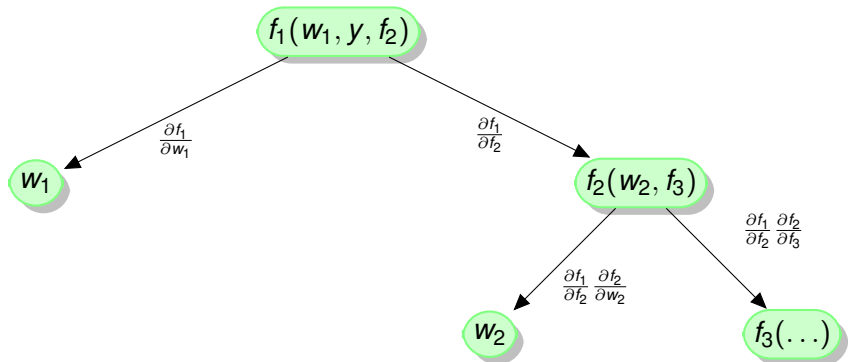 f₁(w₁, y, f₂)
∂f₁/∂w₁
∂f₁/∂f₂
w₁
f₂(w₂, f₃)
∂f₁/∂f₂ ∂f₂/∂w₂
∂f₁/∂f₂ ∂f₂/∂f₃
w₂
f₃(...)